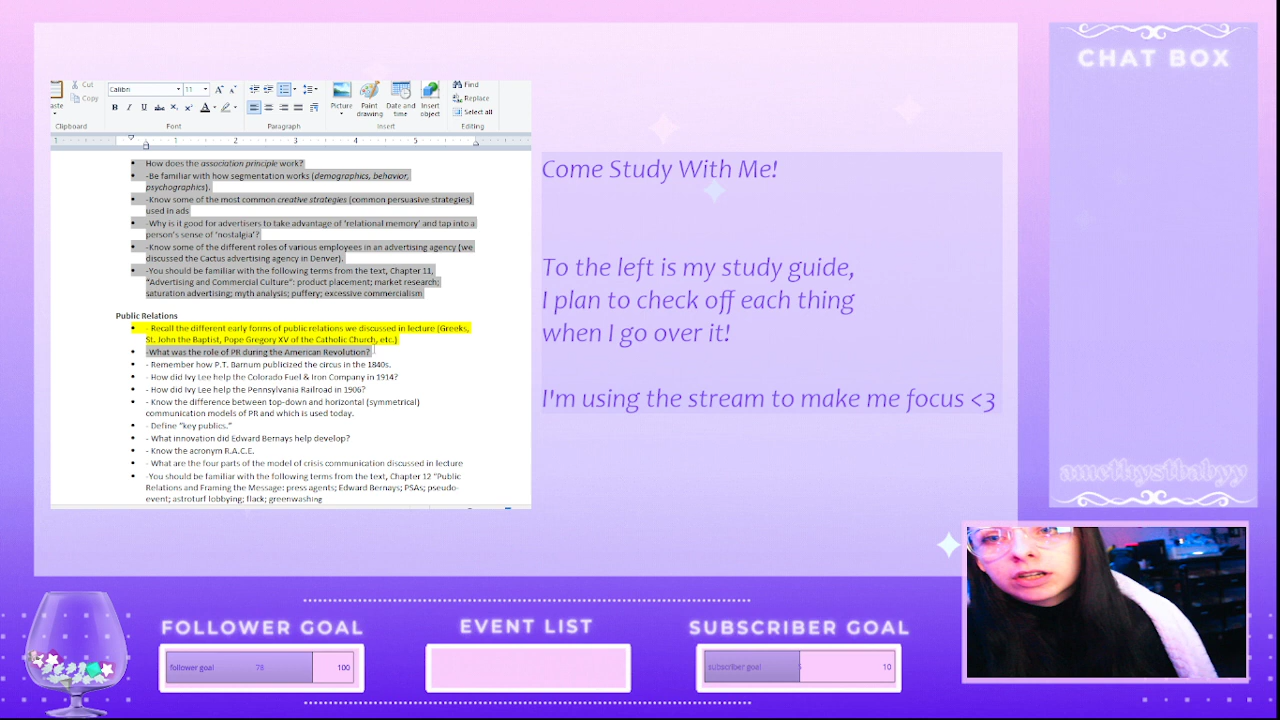 Cut
Copy
aste
Clipboard
Calibri 11
Font
Paragraph
Picture
Paint drawing
Date and time
Insert object
Insert
Find
Replace
Select all
Editing
1 1 2 3 4 5
How does the association principle work?
-Be familiar with how segmentation works (demographics, behavior,
psychographics).
-Know some of the most common creative strategies (common persuasive strategies)
used in ads
-Why is it good for advertisers to take advantage of 'relational memory' and tap into a
person's sense of 'nostalgia'?
-Know some of the different roles of various employees in an advertising agency (we
discussed the Cactus advertising agency in Denver).
-You should be familiar with the following terms from the text, Chapter 11,
"Advertising and Commercial Culture": product placement; market research;
saturation advertising; myth analysis; puffery; excessive commercialism
Public Relations
- Recall the different early forms of public relations we discussed in lecture (Greeks,
St. John the Baptist, Pope Gregory XV of the Catholic Church, etc.)
-What was the role of PR during the American Revolution?
- Remember how P.T. Barnum publicized the circus in the 1840s.
- How did Ivy Lee help the Colorado Fuel & Iron Company in 1914?
- How did Ivy Lee help the Pennsylvania Railroad in 1906?
- Know the difference between top-down and horizontal (symmetrical)
communication models of PR and which is used today.
- Define "key publics."
- What innovation did Edward Bernays help develop?
- Know the acronym R.A.C.E.
- What are the four parts of the model of crisis communication discussed in lecture
-You should be familiar with the following terms from the text, Chapter 12 "Public
Relations and Framing the Message: press agents; Edward Bernays; PSAs; pseudo-
event; astroturf lobbying; flack; greenwashing
Come Study With Me!
To the left is my study guide,
I plan to check off each thing
when I go over it!
I'm using the stream to make me focus <3
CHAT BOX
amethystbabyy
FOLLOWER GOAL
follower goal 78 100
EVENT LIST
SUBSCRIBER GOAL
subscriber goal 5 10